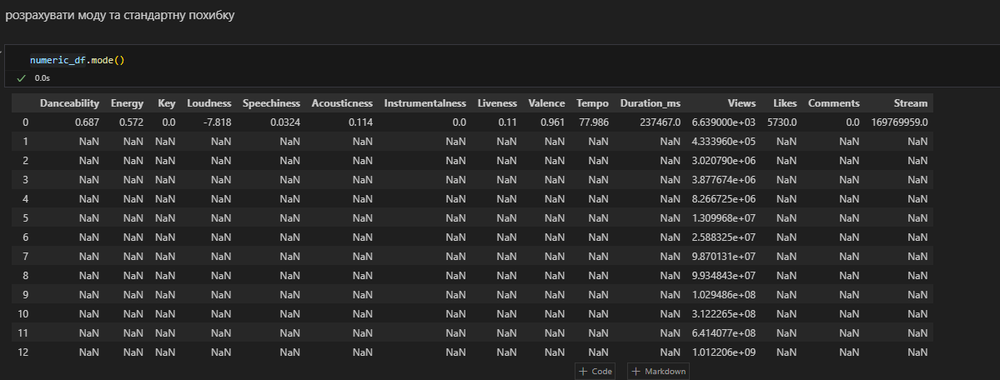 розрахувати моду та стандартну похибку
numeric_df.mode()
0.0s
Danceability Energy Key Loudness Speechiness Acousticness Instrumentalness Liveness Valence Tempo Duration_ms Views Likes Comments Stream
0 0.687 0.572 0.0 -7.818 0.0324 0.114 0.0 0.11 0.961 77.986 237467.0 6.639000e+03 5730.0 0.0 169769959.0
1 NaN NaN NaN NaN NaN NaN NaN NaN NaN NaN NaN 4.333960e+05 NaN NaN NaN
2 NaN NaN NaN NaN NaN NaN NaN NaN NaN NaN NaN 3.020790e+06 NaN NaN NaN
3 NaN NaN NaN NaN NaN NaN NaN NaN NaN NaN NaN 3.877674e+06 NaN NaN NaN
4 NaN NaN NaN NaN NaN NaN NaN NaN NaN NaN NaN 8.266725e+06 NaN NaN NaN
5 NaN NaN NaN NaN NaN NaN NaN NaN NaN NaN NaN 1.309968e+07 NaN NaN NaN
6 NaN NaN NaN NaN NaN NaN NaN NaN NaN NaN NaN 2.588325e+07 NaN NaN NaN
7 NaN NaN NaN NaN NaN NaN NaN NaN NaN NaN NaN 9.870131e+07 NaN NaN NaN
8 NaN NaN NaN NaN NaN NaN NaN NaN NaN NaN NaN 9.934843e+07 NaN NaN NaN
9 NaN NaN NaN NaN NaN NaN NaN NaN NaN NaN NaN 1.029486e+08 NaN NaN NaN
10 NaN NaN NaN NaN NaN NaN NaN NaN NaN NaN NaN 3.122265e+08 NaN NaN NaN
11 NaN NaN NaN NaN NaN NaN NaN NaN NaN NaN NaN 6.414077e+08 NaN NaN NaN
12 NaN NaN NaN NaN NaN NaN NaN NaN NaN NaN NaN 1.012206e+09 NaN NaN NaN
+ Code + Markdown